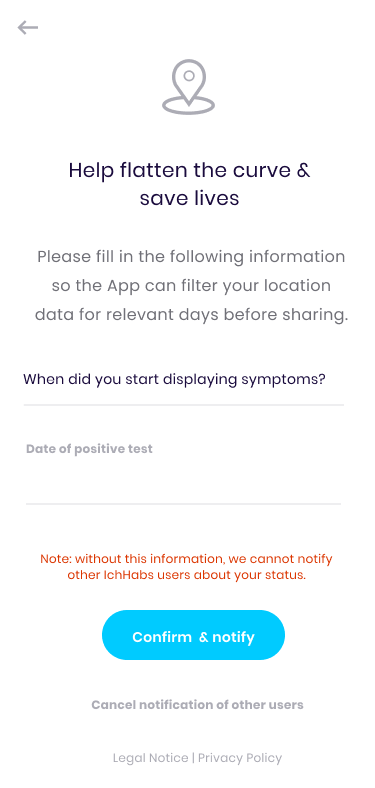 Help flatten the curve &
save lives
Please fill in the following information
so the App can filter your location
data for relevant days before sharing.
When did you start displaying symptoms?
Date of positive test
Note: without this information, we cannot notify
other IchHabs users about your status.
Confirm & notify
Cancel notification of other users
Legal Notice | Privacy Policy